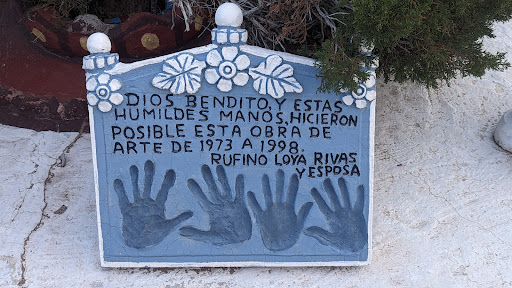 DIOS BENDITO, Y ESTAS
HUMILDES MANOS, HICIERON
POSIBLE ESTA OBRA DE
ARTE DE 1973 A 1998.
RUFINO LOYA RIVAS
Y ESPOSA